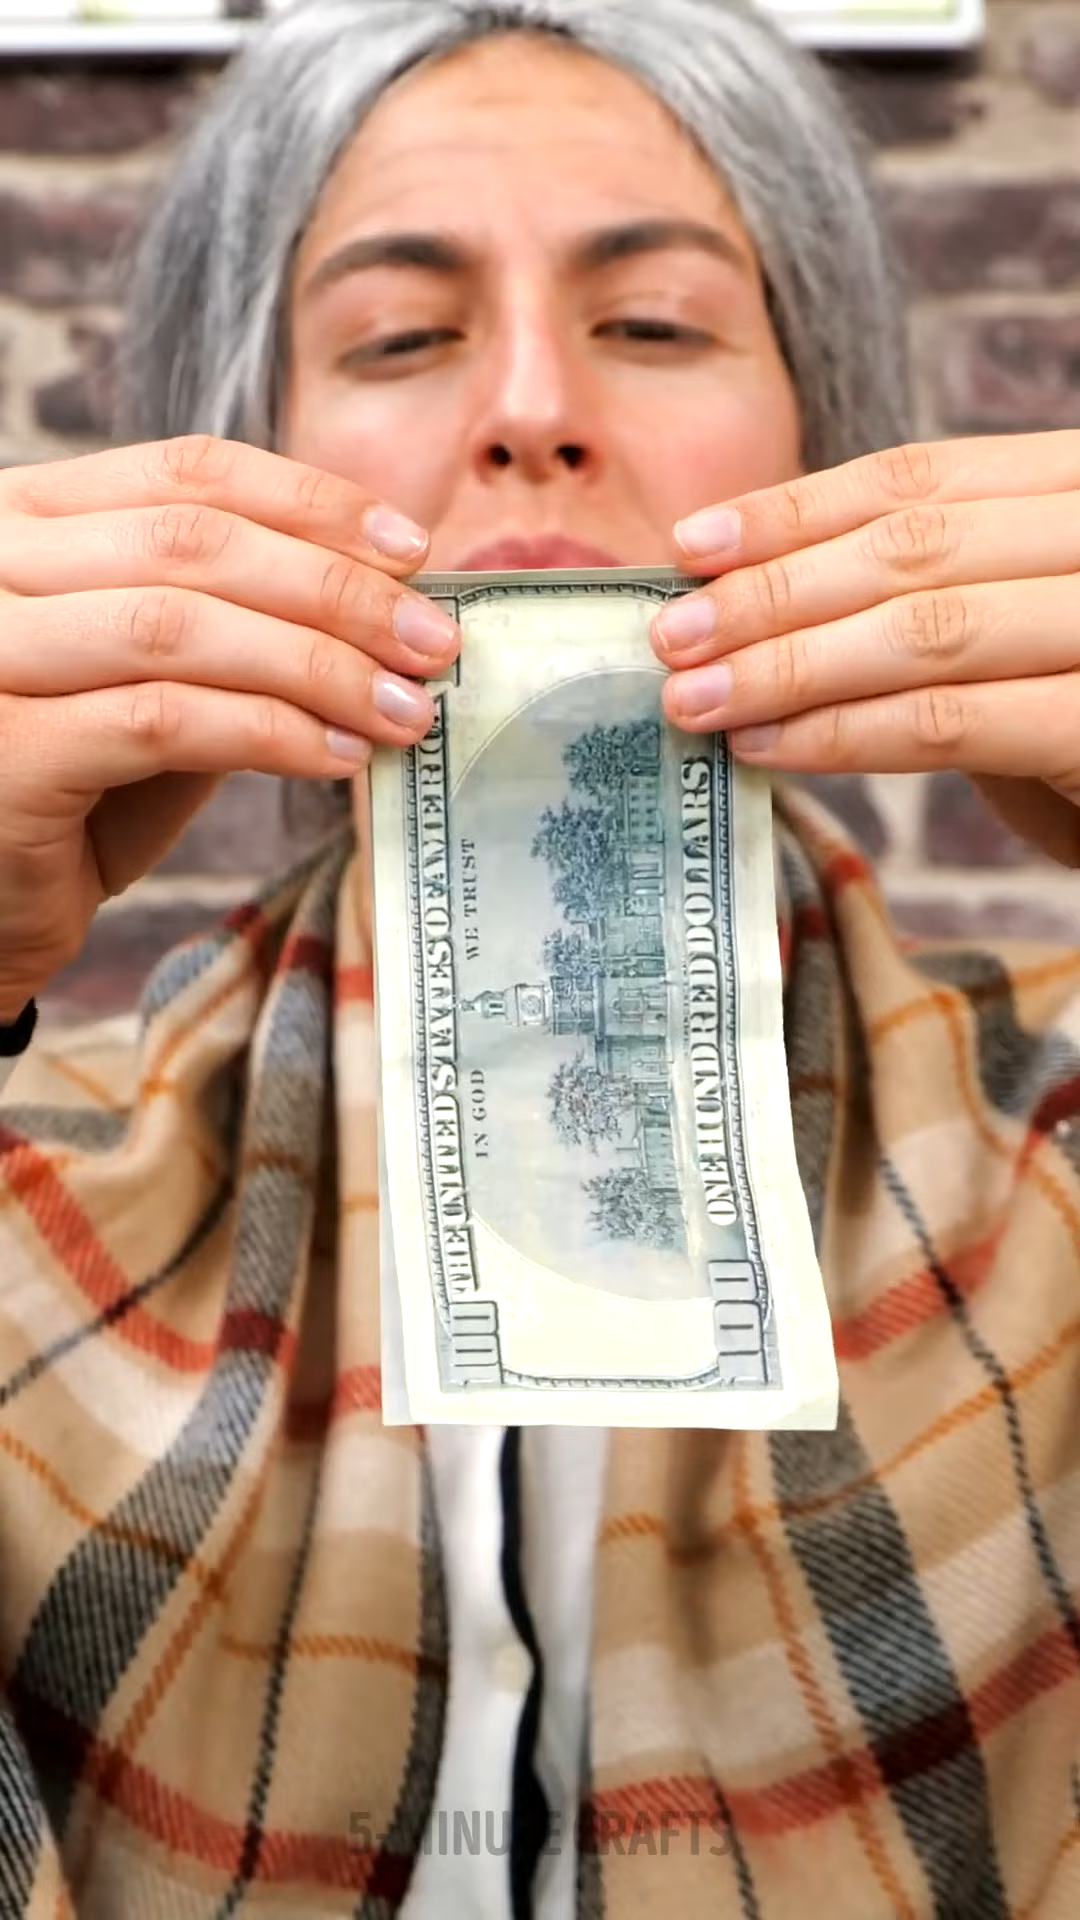 THE UNITED STATES OF AMERICA
IN GOD WE TRUST
ONE HUNDRED DOLLARS
100
100
5-MINUTE CRAFTS